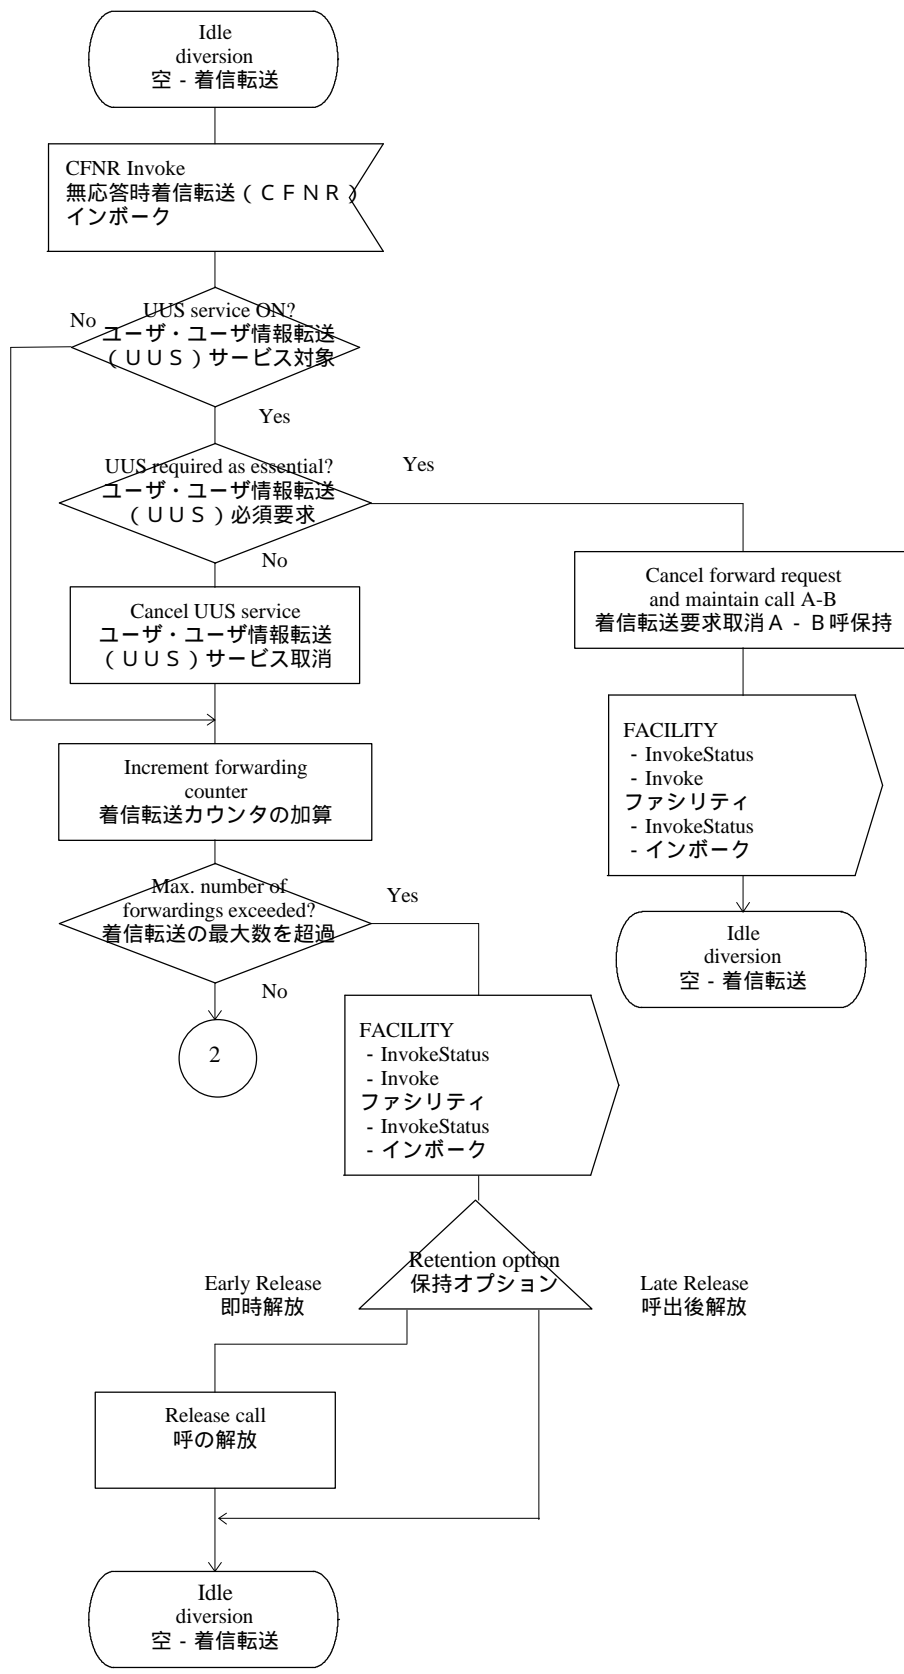 Idle
diversion
空 - 着信転送
CFNR Invoke
無応答時着信転送(ＣＦＮＲ)
インボーク
UUS service ON?
ユーザ・ユーザ情報転送
(ＵＵＳ)サービス対象
No
Yes
UUS required as essential?
ユーザ・ユーザ情報転送
(ＵＵＳ)必須要求
Yes
No
Cancel UUS service
ユーザ・ユーザ情報転送
(ＵＵＳ)サービス取消
Cancel forward request
and maintain call A-B
着信転送要求取消Ａ - Ｂ呼保持
FACILITY
- InvokeStatus
- Invoke
ファシリティ
- InvokeStatus
- インボーク
Idle
diversion
空 - 着信転送
Increment forwarding
counter
着信転送カウンタの加算
Max. number of
forwardings exceeded?
着信転送の最大数を超過
Yes
No
2
FACILITY
- InvokeStatus
- Invoke
ファシリティ
- InvokeStatus
- インボーク
Retention option
保持オプション
Early Release
即時解放
Late Release
呼出後解放
Release call
呼の解放
Idle
diversion
空 - 着信転送